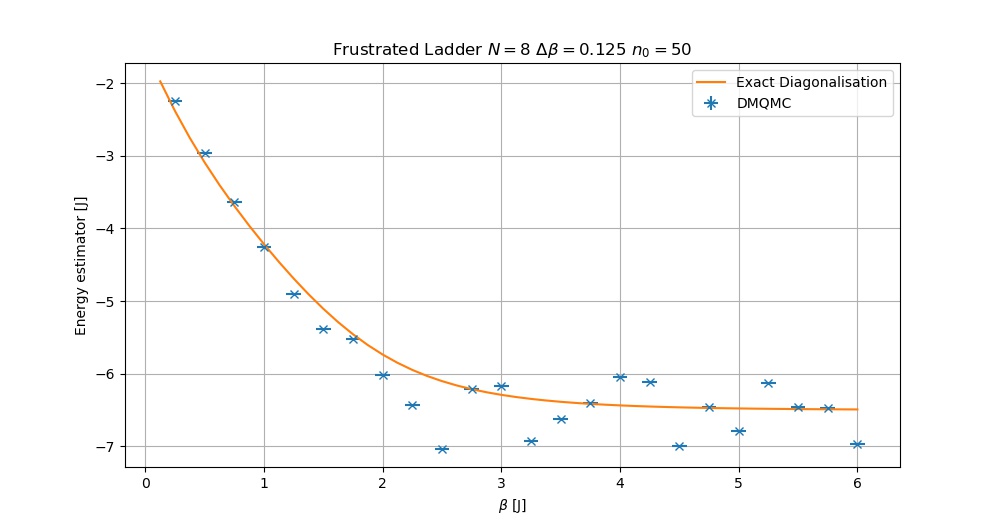 Frustrated Ladder N = 8 Δβ = 0.125 n₀ = 50
Exact Diagonalisation
DMQMC
Energy estimator [J]
−2
−3
−4
−5
−6
−7
0 1 2 3 4 5 6
β [J]